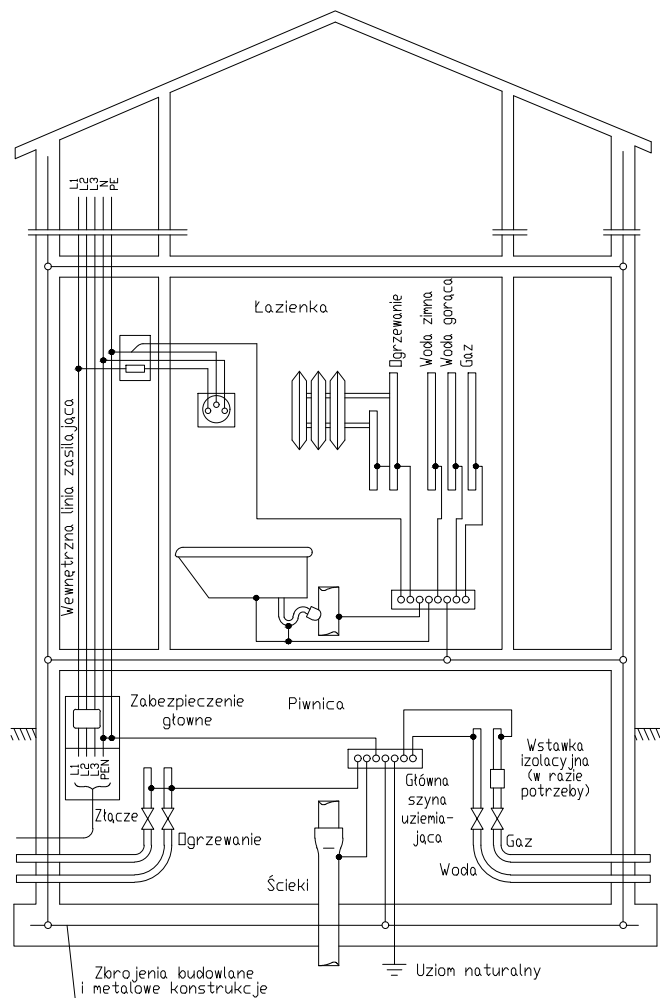 L1
L2
L3
N
PE
Łazienka
Ogrzewanie
Woda zimna
Woda gorąca
Gaz
Wewnętrzna linia zasilająca
Zabezpieczenie
głowne
Piwnica
L1
L2
L3
PEN
Złącze
Ogrzewanie
Ścieki
Główna
szyna
uziemia-
jąca
Wstawka
izolacyjna
(w razie
potrzeby)
Woda
Gaz
Zbrojenia budowlane
i metalowe konstrukcje
Uziom naturalny